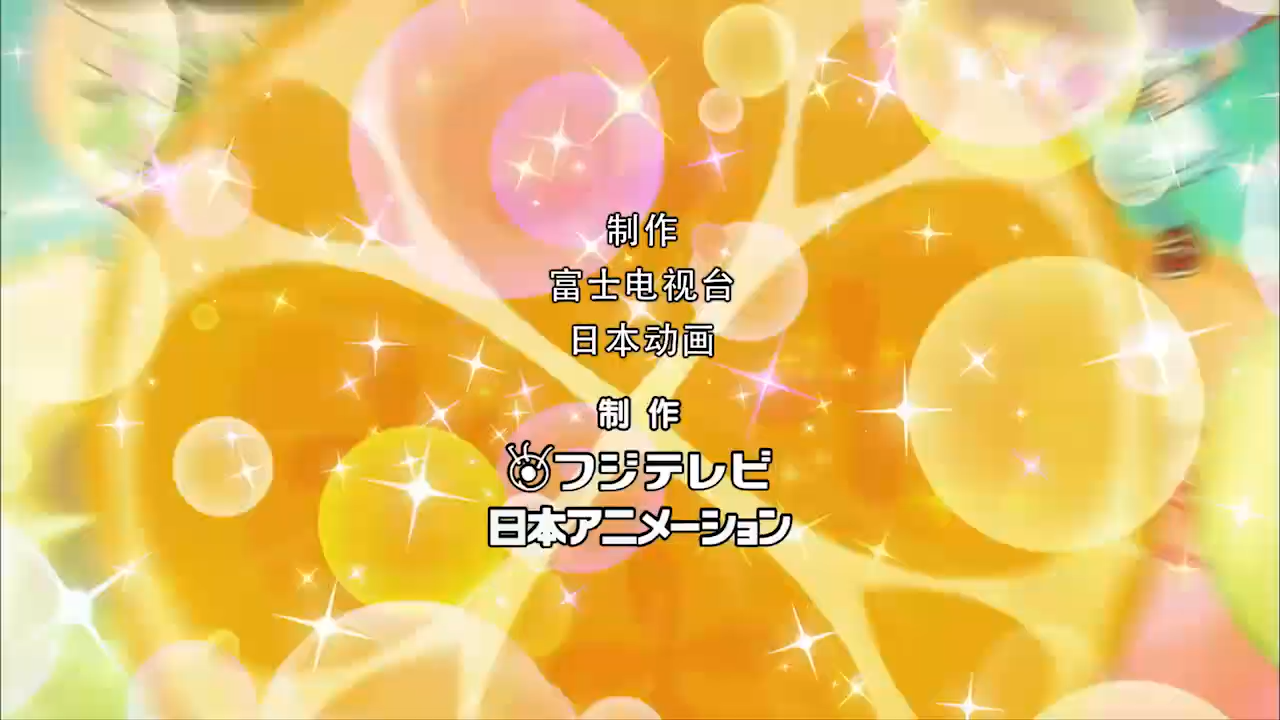 制作
富士电视台
日本动画
制作
フジテレビ
日本アニメーション